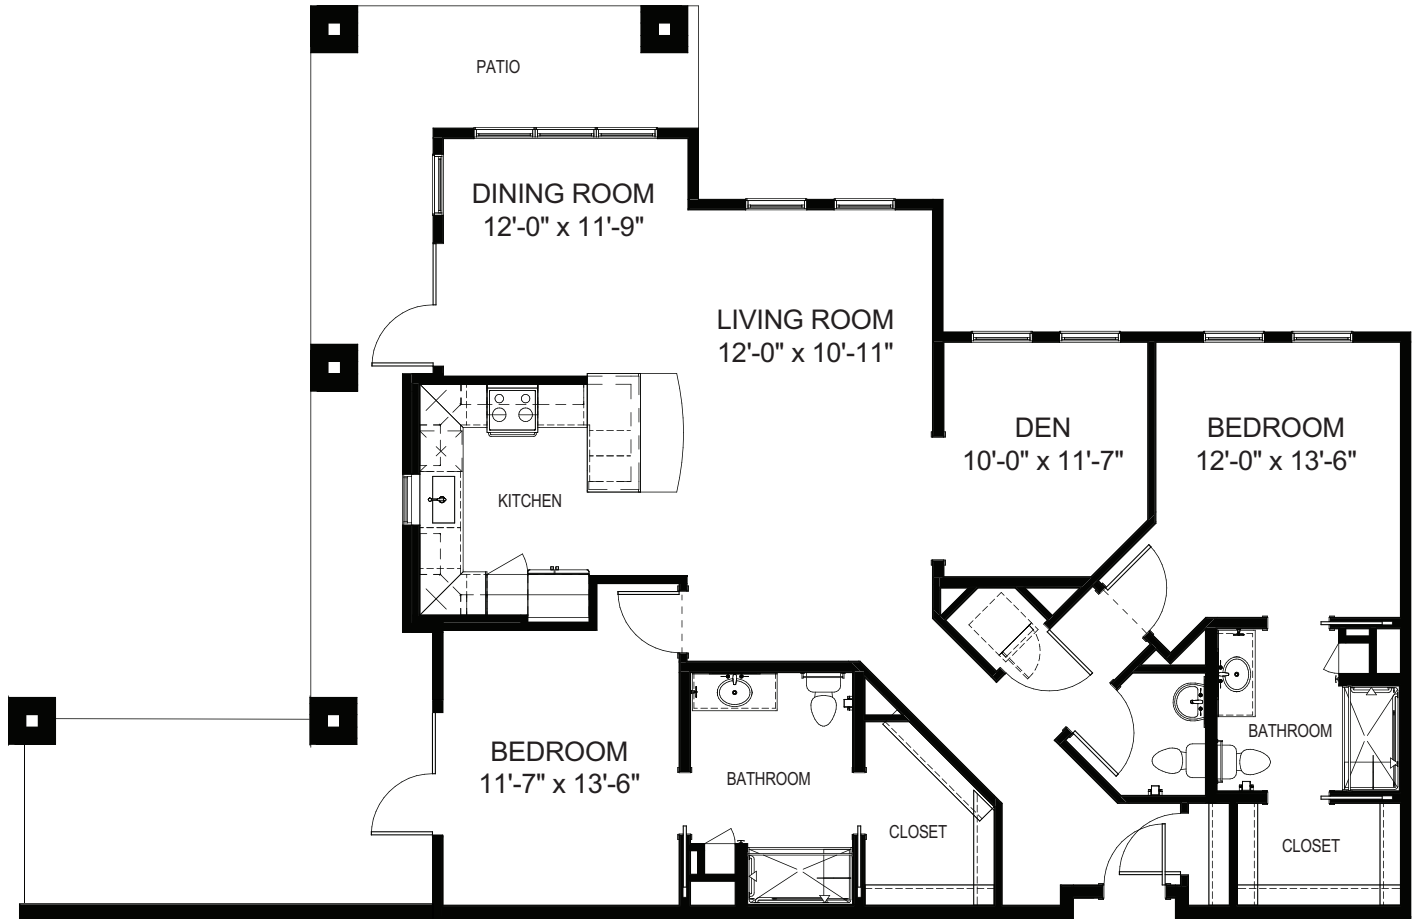 PATIO
DINING ROOM
12'-0" x 11'-9"
LIVING ROOM
12'-0" x 10'-11"
DEN
10'-0" x 11'-7"
BEDROOM
12'-0" x 13'-6"
KITCHEN
BEDROOM
11'-7" x 13'-6"
BATHROOM
CLOSET
BATHROOM
CLOSET